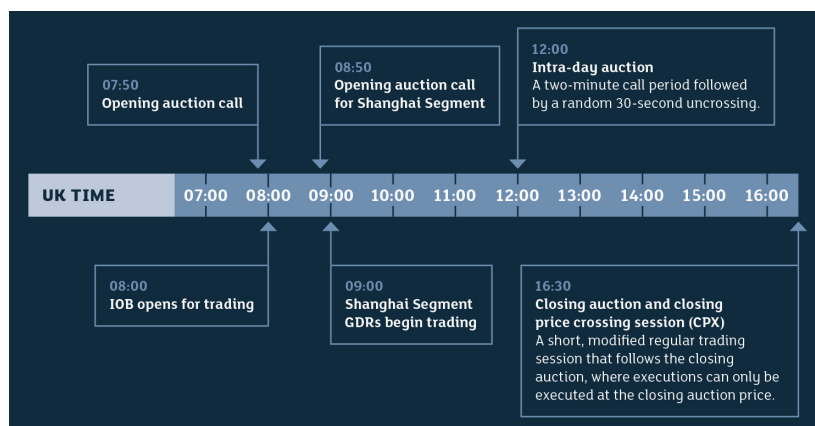 07:50
Opening auction call
08:50
Opening auction call
for Shanghai Segment
12:00
Intra-day auction
A two-minute call period followed
by a random 30-second uncrossing.
UK TIME 07:00 08:00 09:00 10:00 11:00 12:00 13:00 14:00 15:00 16:00
08:00
IOB opens for trading
09:00
Shanghai Segment
GDRs begin trading
16:30
Closing auction and closing
price crossing session (CPX)
A short, modified regular trading
session that follows the closing
auction, where executions can only be
executed at the closing auction price.